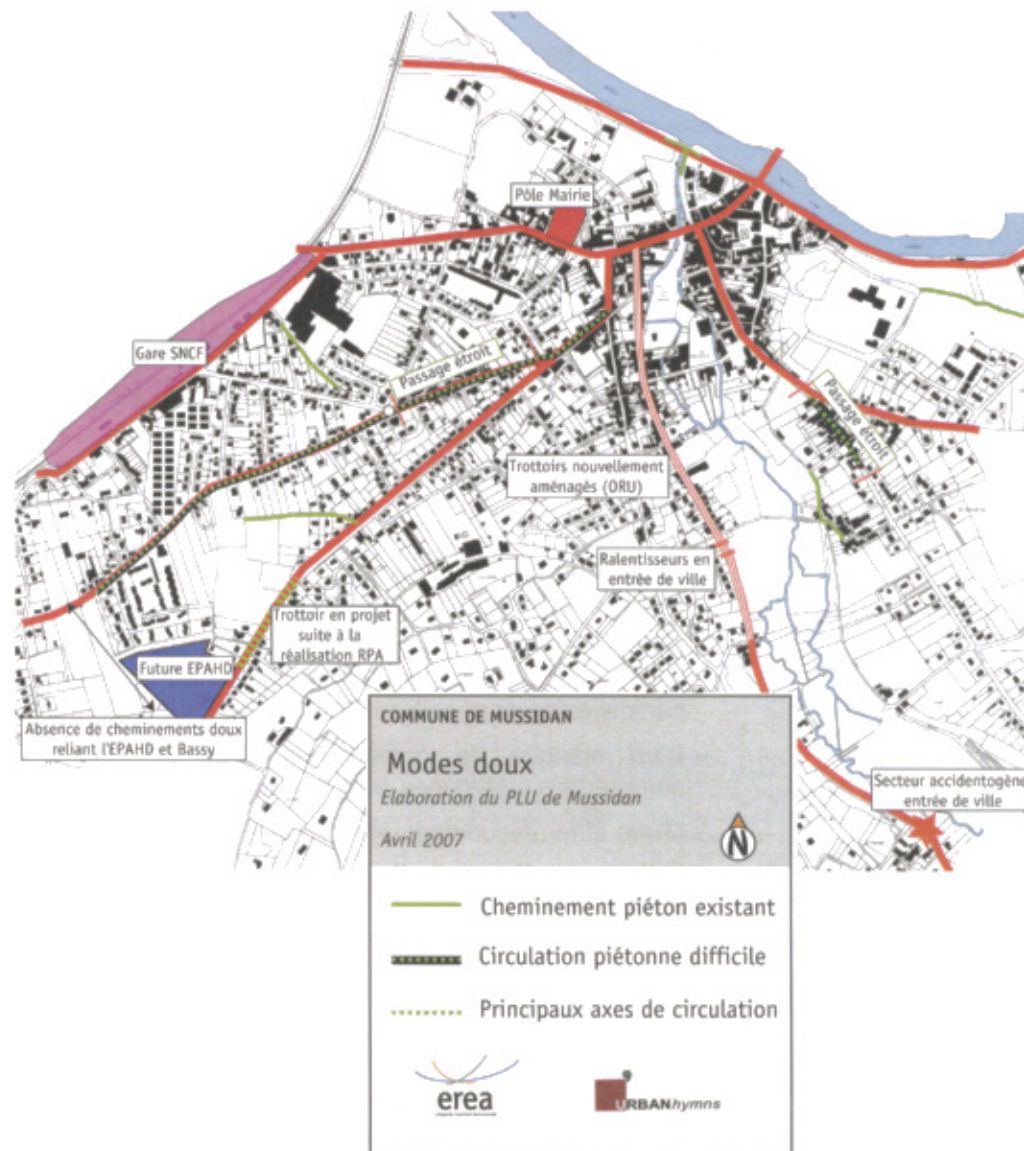 Pôle Mairie
Gare SNCF
Passage étroit
Passage étroit
Trottoirs nouvellement
aménagés (ORU)
Ralentisseurs en
entrée de ville
Trottoir en projet
suite à la
réalisation RPA
Future EPAHD
Absence de cheminements doux
reliant l'EPAHD et Bassy
Secteur accidentogène
entrée de ville
COMMUNE DE MUSSIDAN
Modes doux
Elaboration du PLU de Mussidan
Avril 2007
N
Cheminement piéton existant
Circulation piétonne difficile
Principaux axes de circulation
erea
URBANhymns